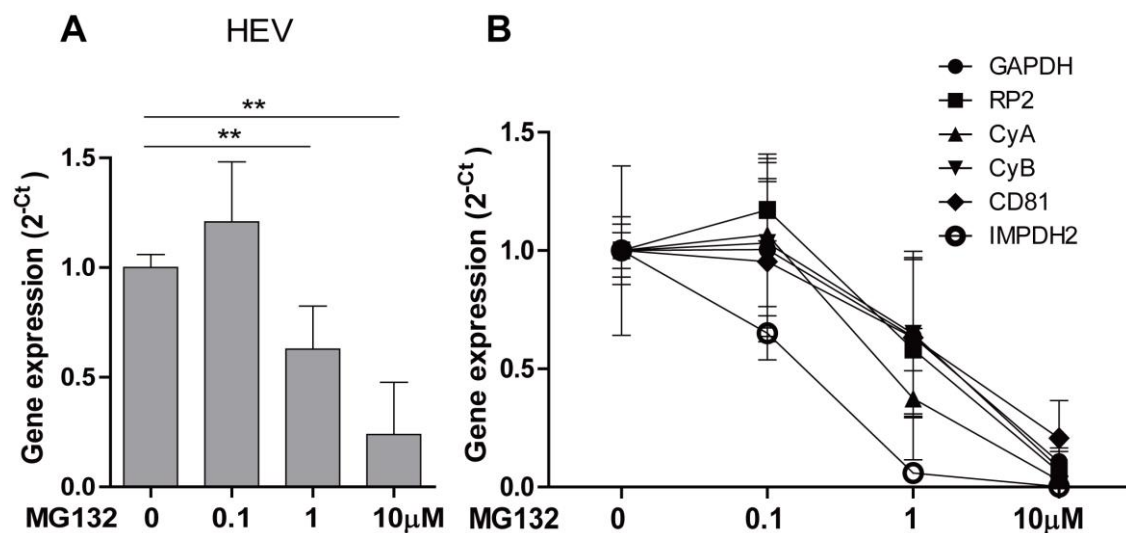 A HEV
**
**
Gene expression (2^-Ct)
1.5
1.0
0.5
0.0
MG132 0 0.1 1 10μM
B
GAPDH
RP2
CyA
CyB
CD81
IMPDH2
Gene expression (2^-Ct)
1.5
1.0
0.5
0.0
0 0.1 1 10μM